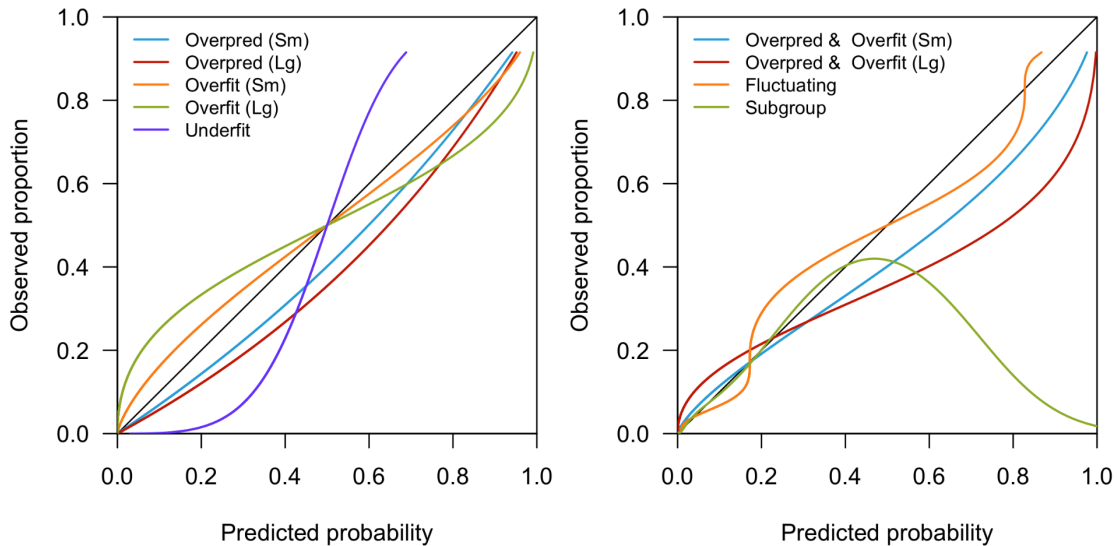 1.0
0.8
0.6
0.4
0.2
0.0
Observed proportion
Overpred (Sm)
Overpred (Lg)
Overfit (Sm)
Overfit (Lg)
Underfit
0.0 0.2 0.4 0.6 0.8 1.0
Predicted probability
1.0
0.8
0.6
0.4
0.2
0.0
Observed proportion
Overpred & Overfit (Sm)
Overpred & Overfit (Lg)
Fluctuating
Subgroup
0.0 0.2 0.4 0.6 0.8 1.0
Predicted probability